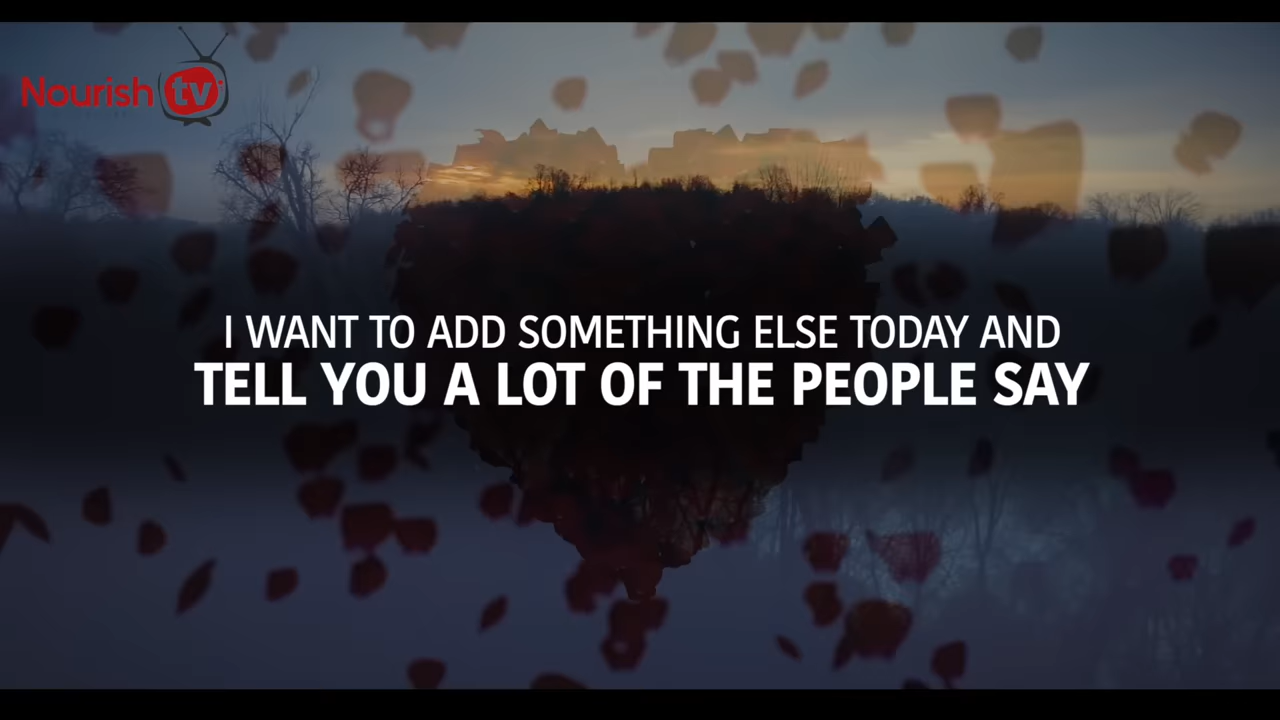 Nourish tv
I WANT TO ADD SOMETHING ELSE TODAY AND
TELL YOU A LOT OF THE PEOPLE SAY